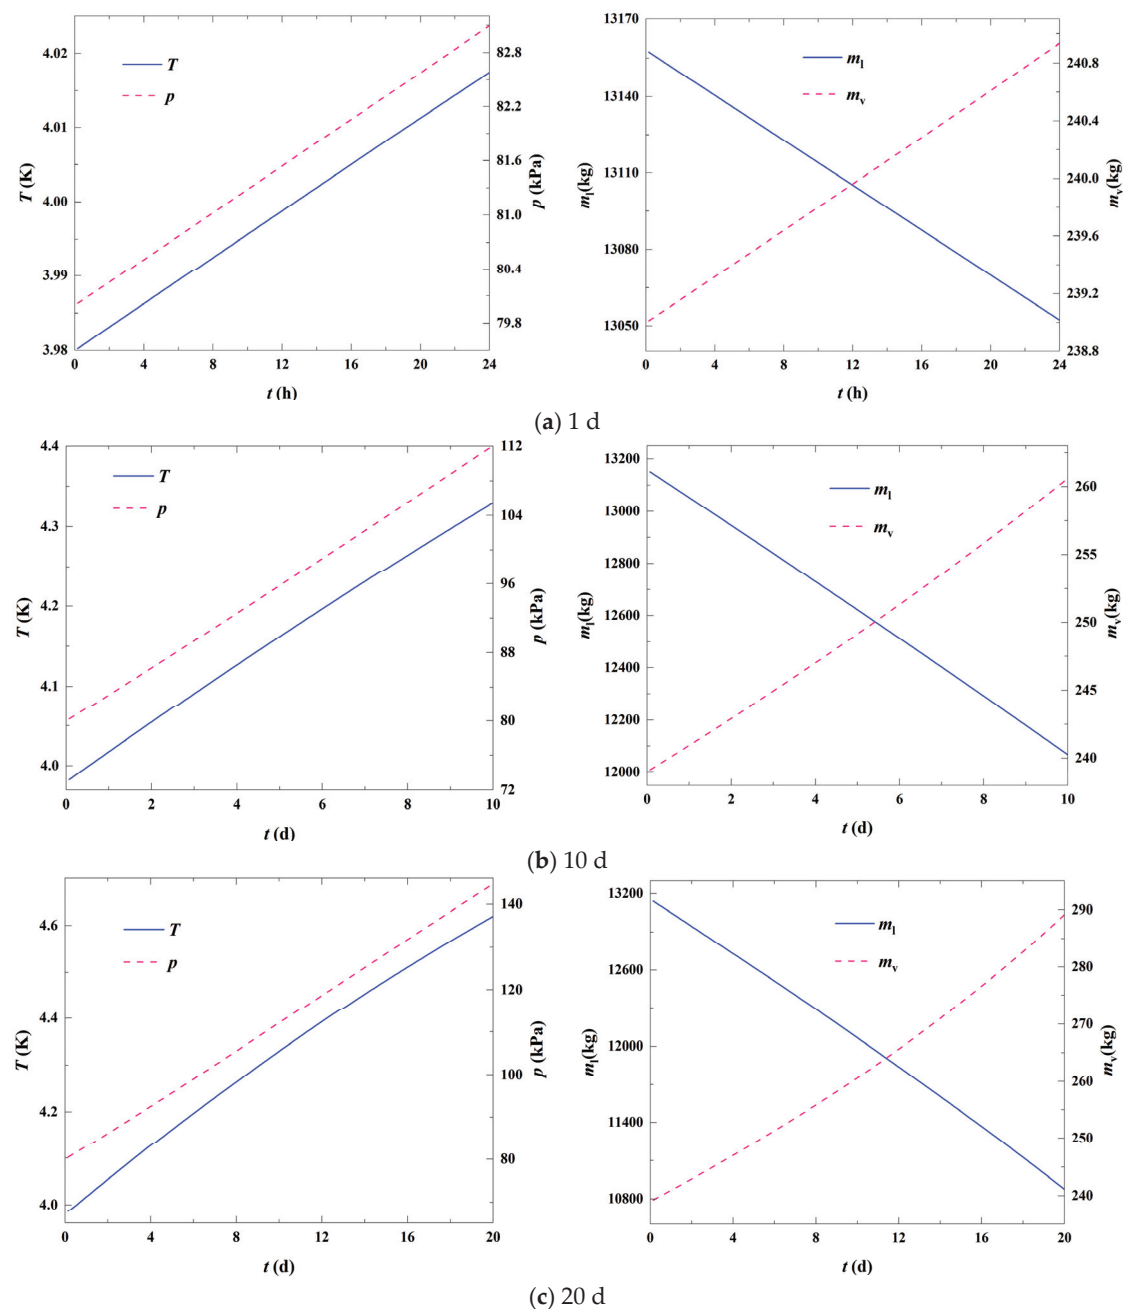 4.02
4.01
4.00
3.99
3.98
T (K)
T
p
82.8
82.2
81.6
81.0
80.4
79.8
p (kPa)
0 4 8 12 16 20 24
t (h)
13170
13140
13110
13080
13050
ml(kg)
ml
mv
240.8
240.4
240.0
239.6
239.2
238.8
mv(kg)
0 4 8 12 16 20 24
t (h)
(a) 1 d
4.4
4.3
4.2
4.1
4.0
T (K)
T
p
112
104
96
88
80
72
p (kPa)
0 2 4 6 8 10
t (d)
13200
13000
12800
12600
12400
12200
12000
ml(kg)
ml
mv
260
255
250
245
240
mv(kg)
0 2 4 6 8 10
t (d)
(b) 10 d
4.6
4.4
4.2
4.0
T (K)
T
p
140
120
100
80
p (kPa)
0 4 8 12 16 20
t (d)
13200
12600
12000
11400
10800
ml(kg)
ml
mv
290
280
270
260
250
240
mv(kg)
0 4 8 12 16 20
t (d)
(c) 20 d